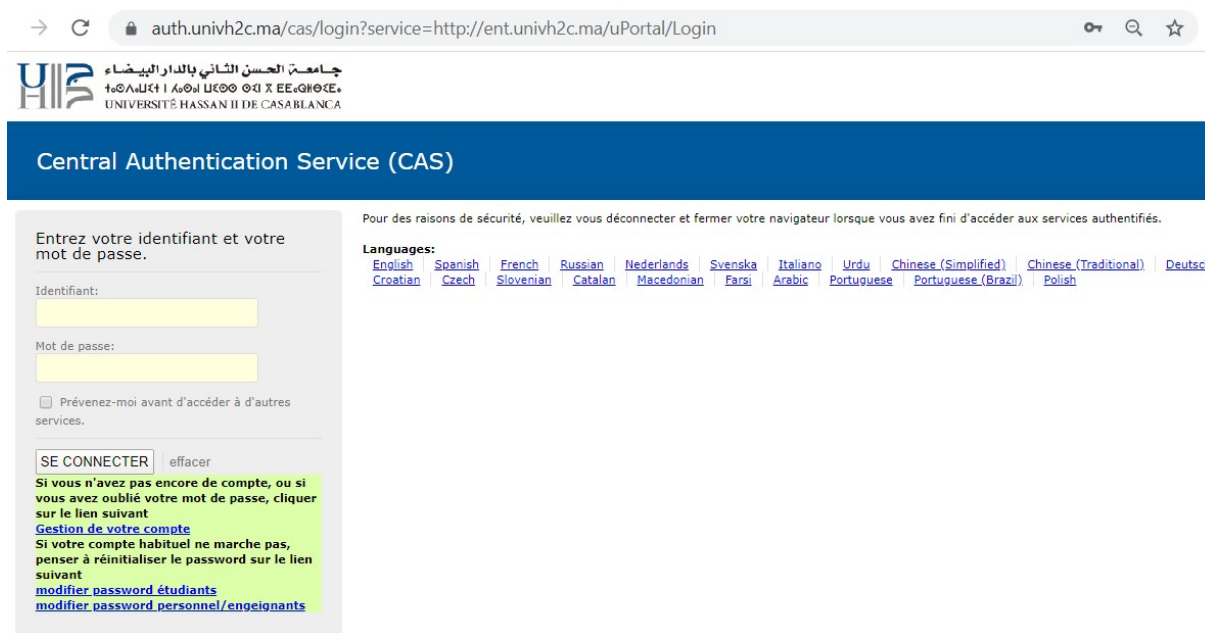 auth.univh2c.ma/cas/login?service=http://ent.univh2c.ma/uPortal/Login
جامعة الحسن الثاني بالدار البيضاء
UNIVERSITÉ HASSAN II DE CASABLANCA
Central Authentication Service (CAS)
Entrez votre identifiant et votre
mot de passe.
Identifiant:
Mot de passe:
Prévenez-moi avant d'accéder à d'autres
services.
SE CONNECTER effacer
Si vous n'avez pas encore de compte, ou si
vous avez oublié votre mot de passe, cliquer
sur le lien suivant
Gestion de votre compte
Si votre compte habituel ne marche pas,
penser à réinitialiser le password sur le lien
suivant
modifier password étudiants
modifier password personnel/engeignants
Pour des raisons de sécurité, veuillez vous déconnecter et fermer votre navigateur lorsque vous avez fini d'accéder aux services authentifiés.
Languages:
English Spanish French Russian Nederlands Svenska Italiano Urdu Chinese (Simplified) Chinese (Traditional) Deutsc
Croatian Czech Slovenian Catalan Macedonian Farsi Arabic Portuguese Portuguese (Brazil) Polish